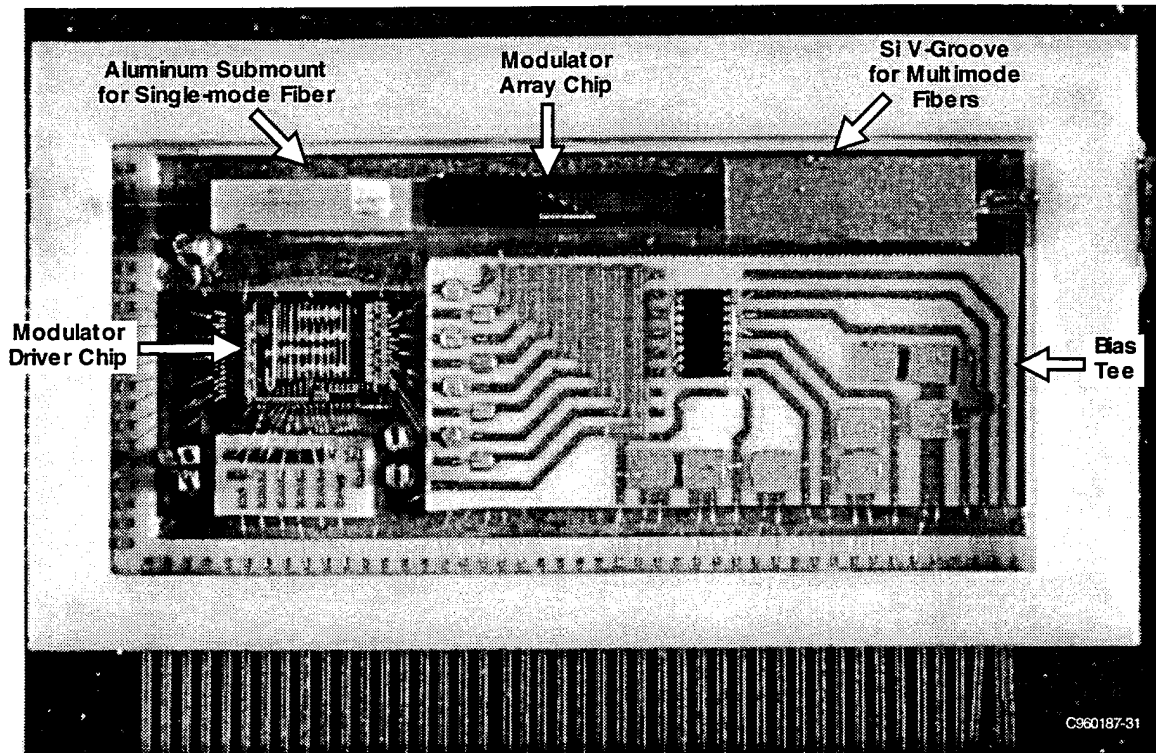 Aluminum Submount
for Single-mode Fiber
Modulator
Array Chip
Si V-Groove
for Multimode
Fibers
Modulator
Driver Chip
Bias
Tee
C960187-31